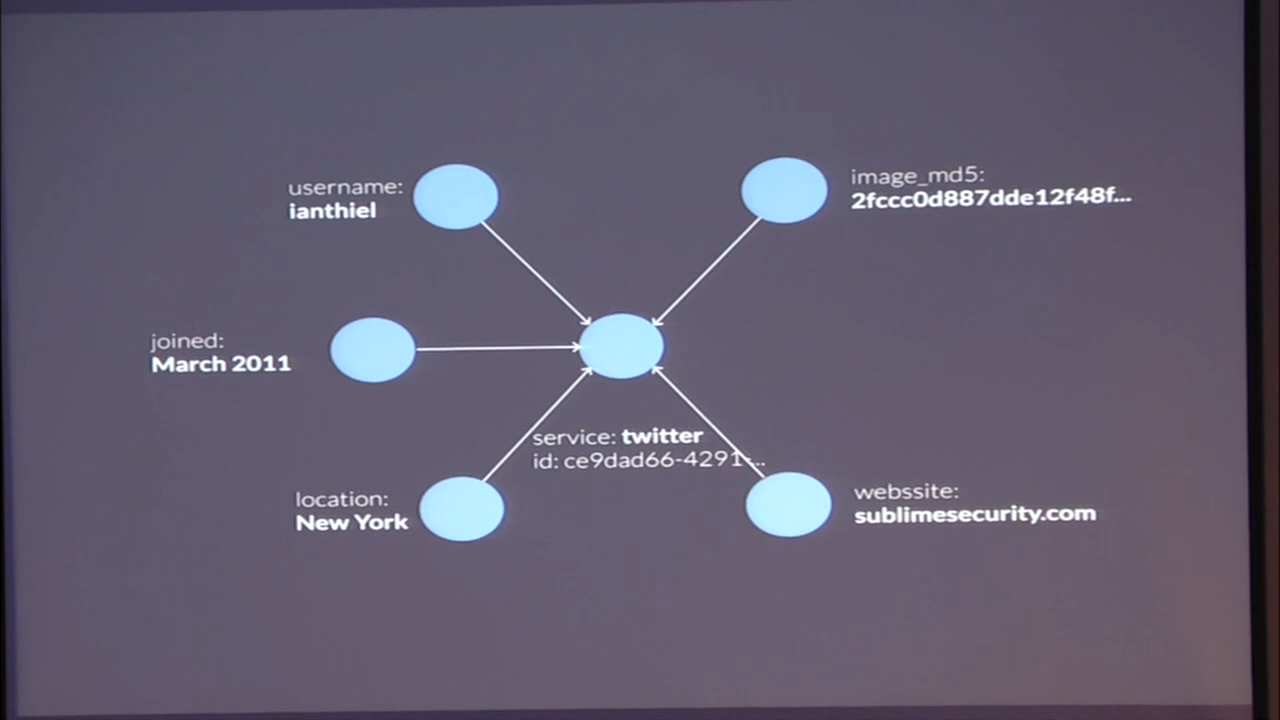 username:
ianthiel
image_md5:
2fccc0d887dde12f48f...
joined:
March 2011
service: twitter
id: ce9dad66-4291-...
location:
New York
webssite:
sublimesecurity.com